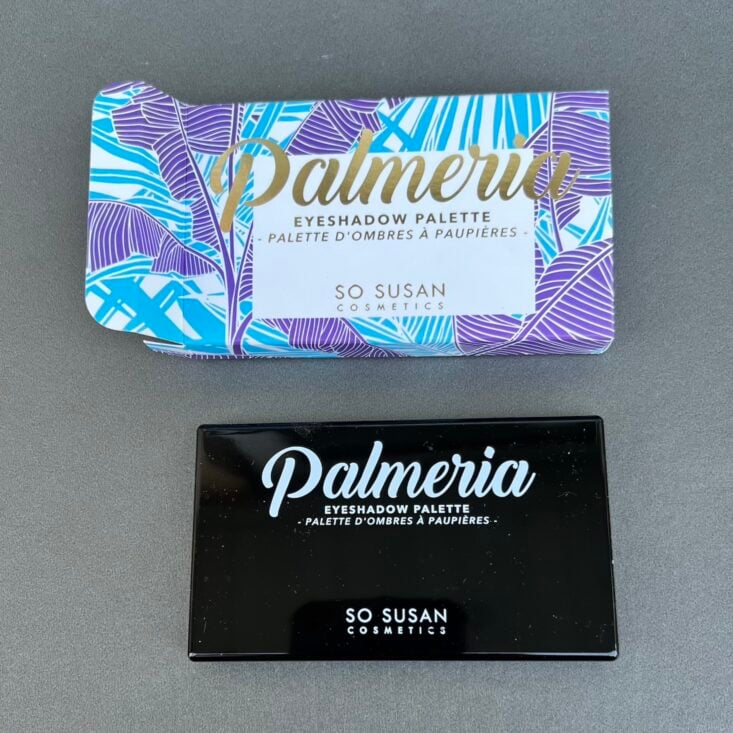 Palmeria
EYESHADOW PALETTE
- PALETTE D'OMBRES À PAUPIÈRES -
SO SUSAN
COSMETICS
Palmeria
EYESHADOW PALETTE
- PALETTE D'OMBRES À PAUPIÈRES -
SO SUSAN
COSMETICS